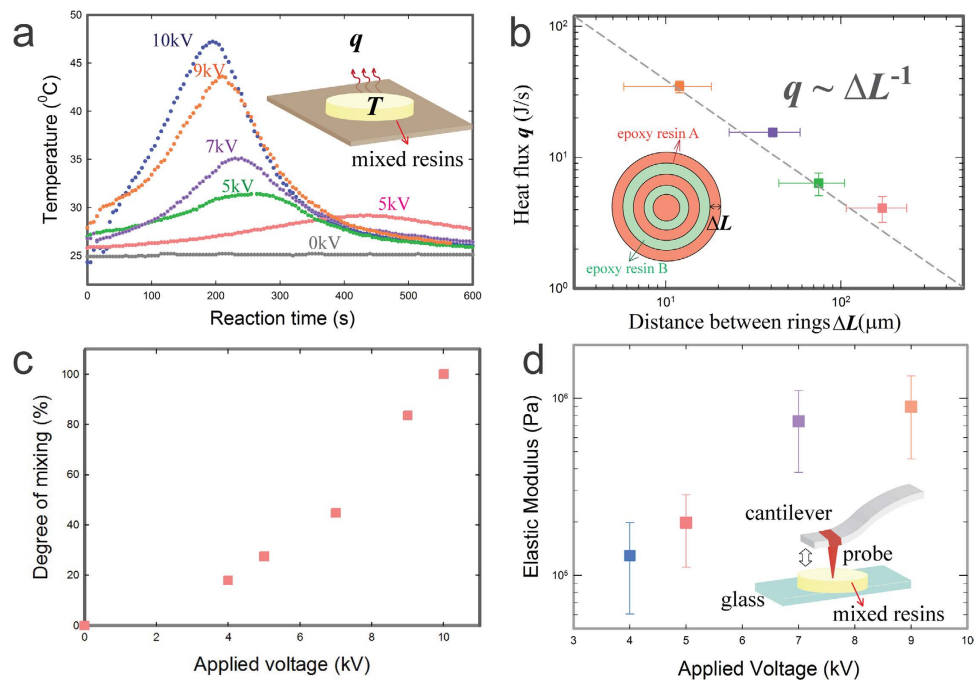 a
Temperature (⁰C)
50
45
40
35
30
25
10kV
9kV
7kV
5kV
5kV
0kV
q
T
mixed resins
0
100
200
300
400
500
600
Reaction time (s)
b
Heat flux q (J/s)
10²
10¹
10⁰
q ~ ΔL⁻¹
epoxy resin A
ΔL
epoxy resin B
10¹
10²
Distance between rings ΔL(μm)
c
Degree of mixing (%)
100
80
60
40
20
0
0
2
4
6
8
10
Applied voltage (kV)
d
Elastic Modulus (Pa)
10⁶
10⁵
cantilever
probe
glass
mixed resins
3
4
5
6
7
8
9
10
Applied Voltage (kV)